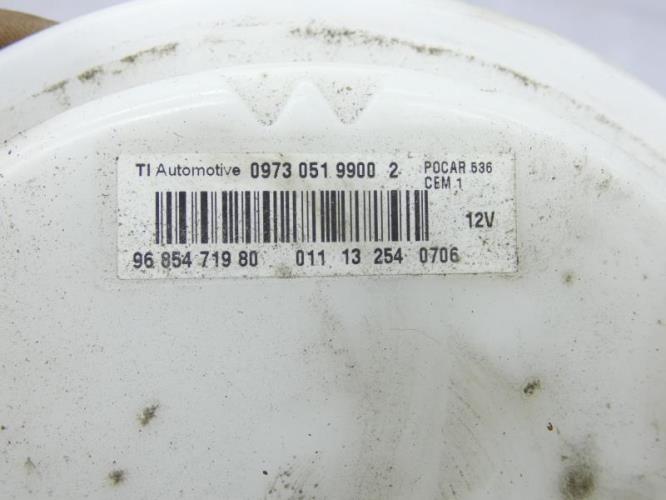 TI Automotive 0973 051 9900 2 POCAR 536
CEM 1
12V
96 854 719 80 011 13 254 0706